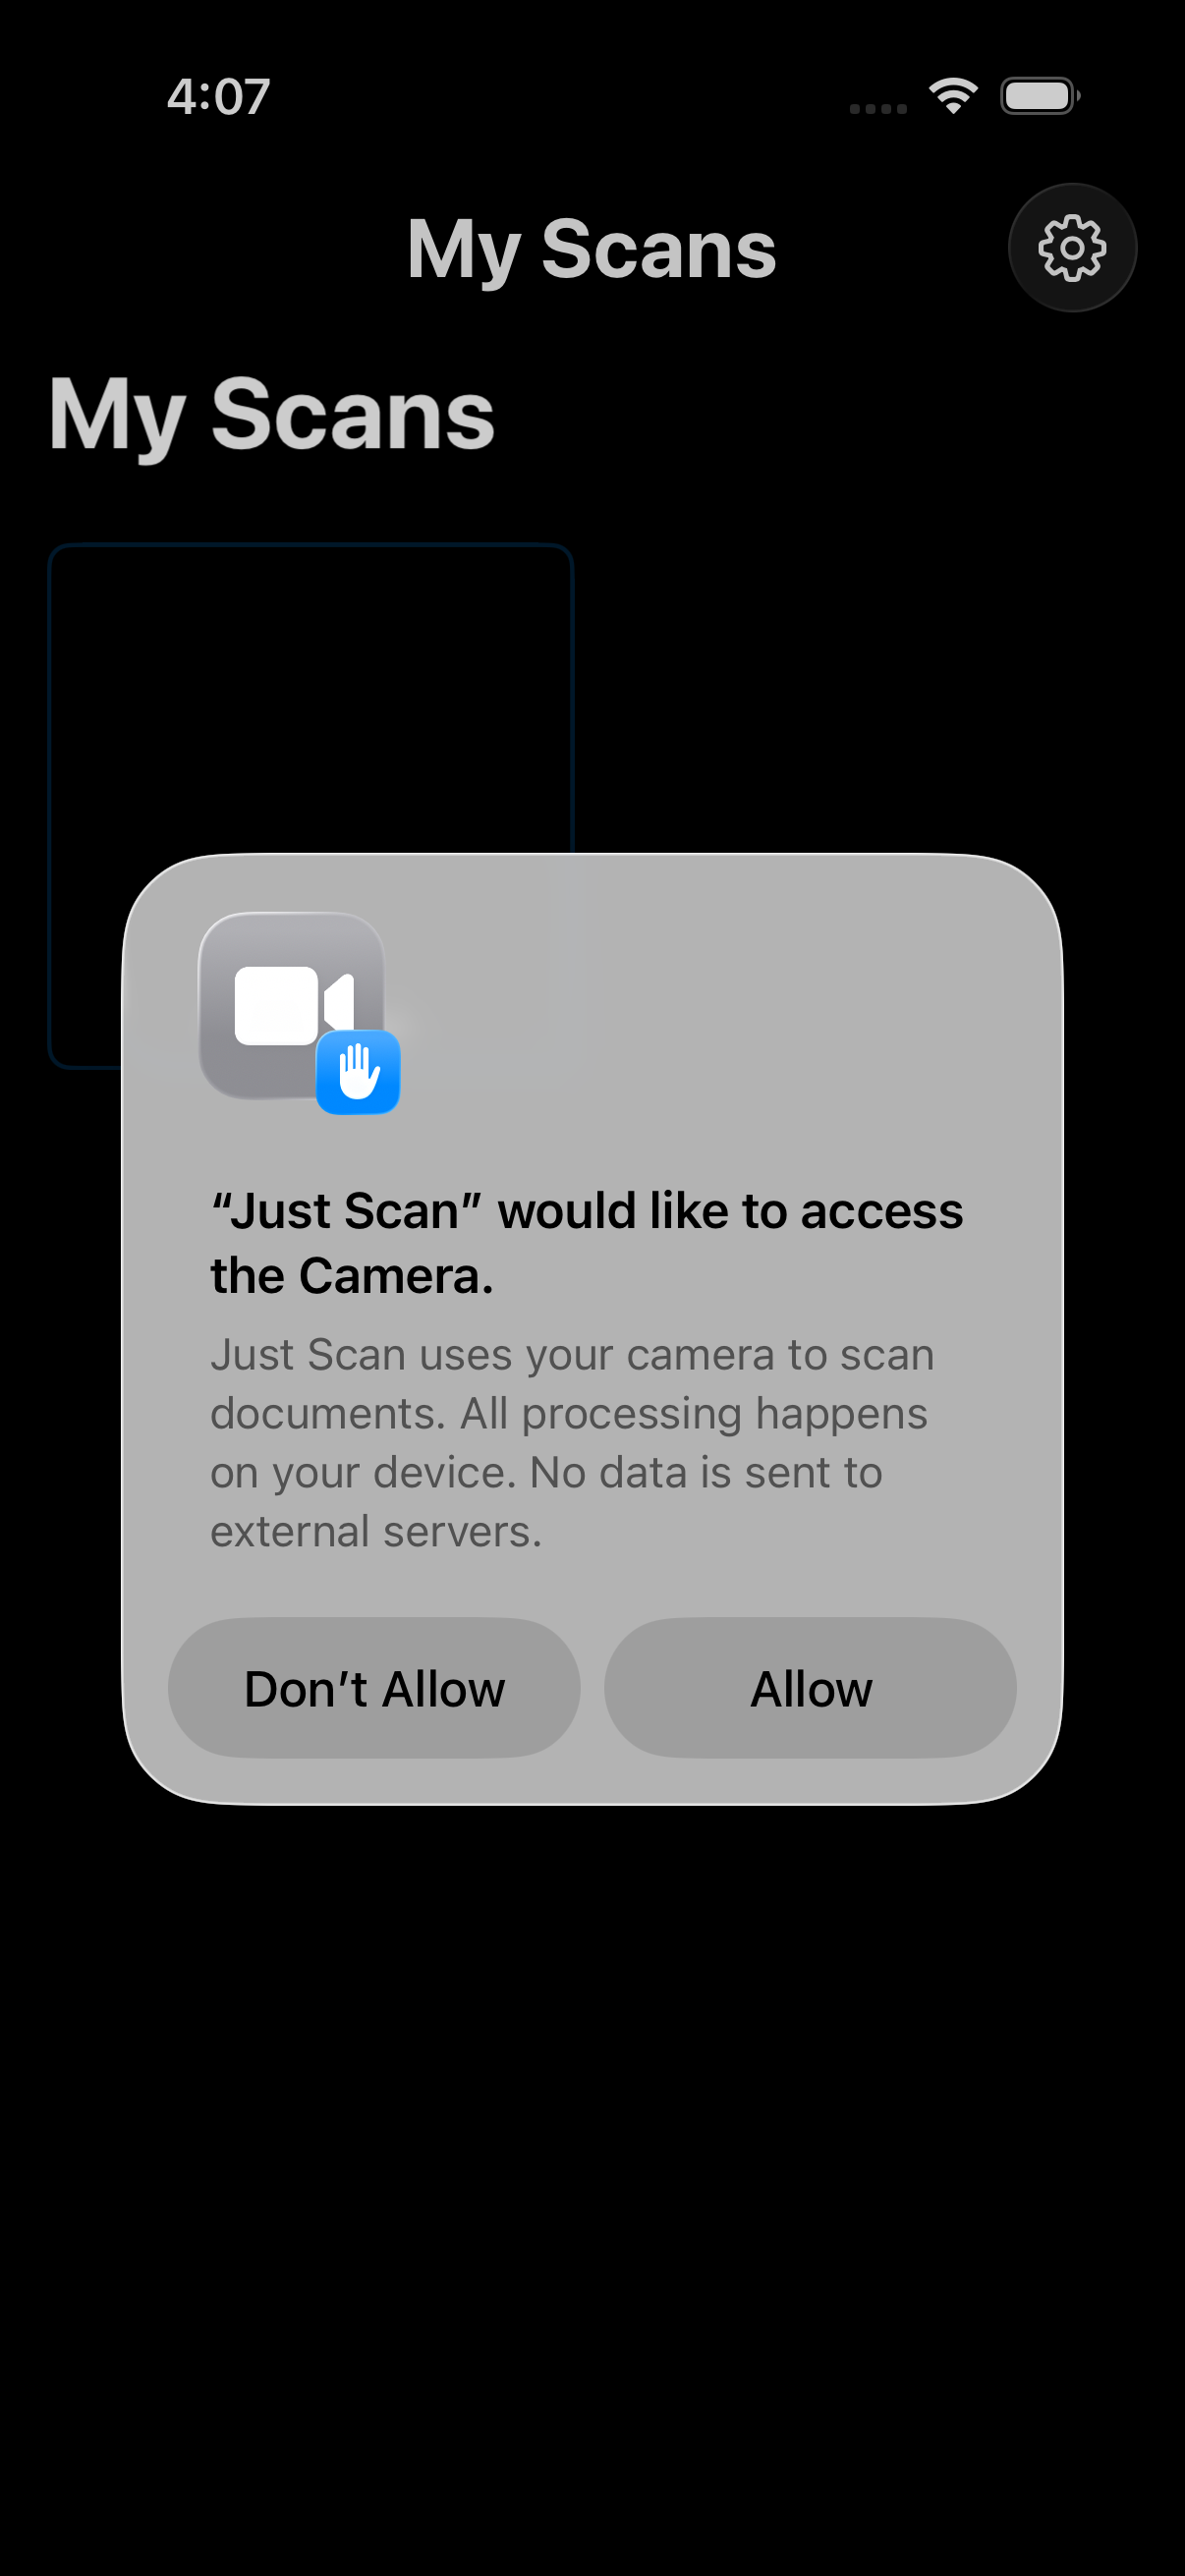 4:07
My Scans
My Scans
“Just Scan” would like to access
the Camera.
Just Scan uses your camera to scan
documents. All processing happens
on your device. No data is sent to
external servers.
Don’t Allow
Allow